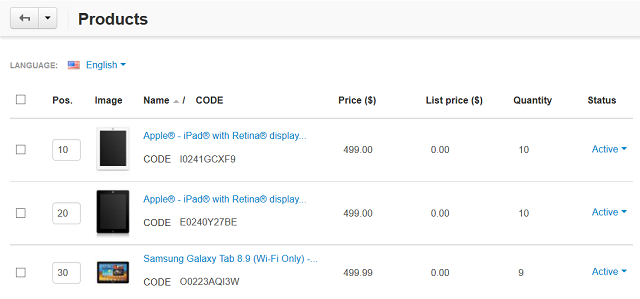 Products
LANGUAGE: English
Pos. Image Name / CODE Price ($) List price ($) Quantity Status
Apple® - iPad® with Retina® display...
10 499.00 0.00 10 Active
CODE I0241GCXF9
Apple® - iPad® with Retina® display...
20 499.00 0.00 10 Active
CODE E0240Y27BE
Samsung Galaxy Tab 8.9 (Wi-Fi Only) -...
30 499.99 0.00 9 Active
CODE O0223AQI3W